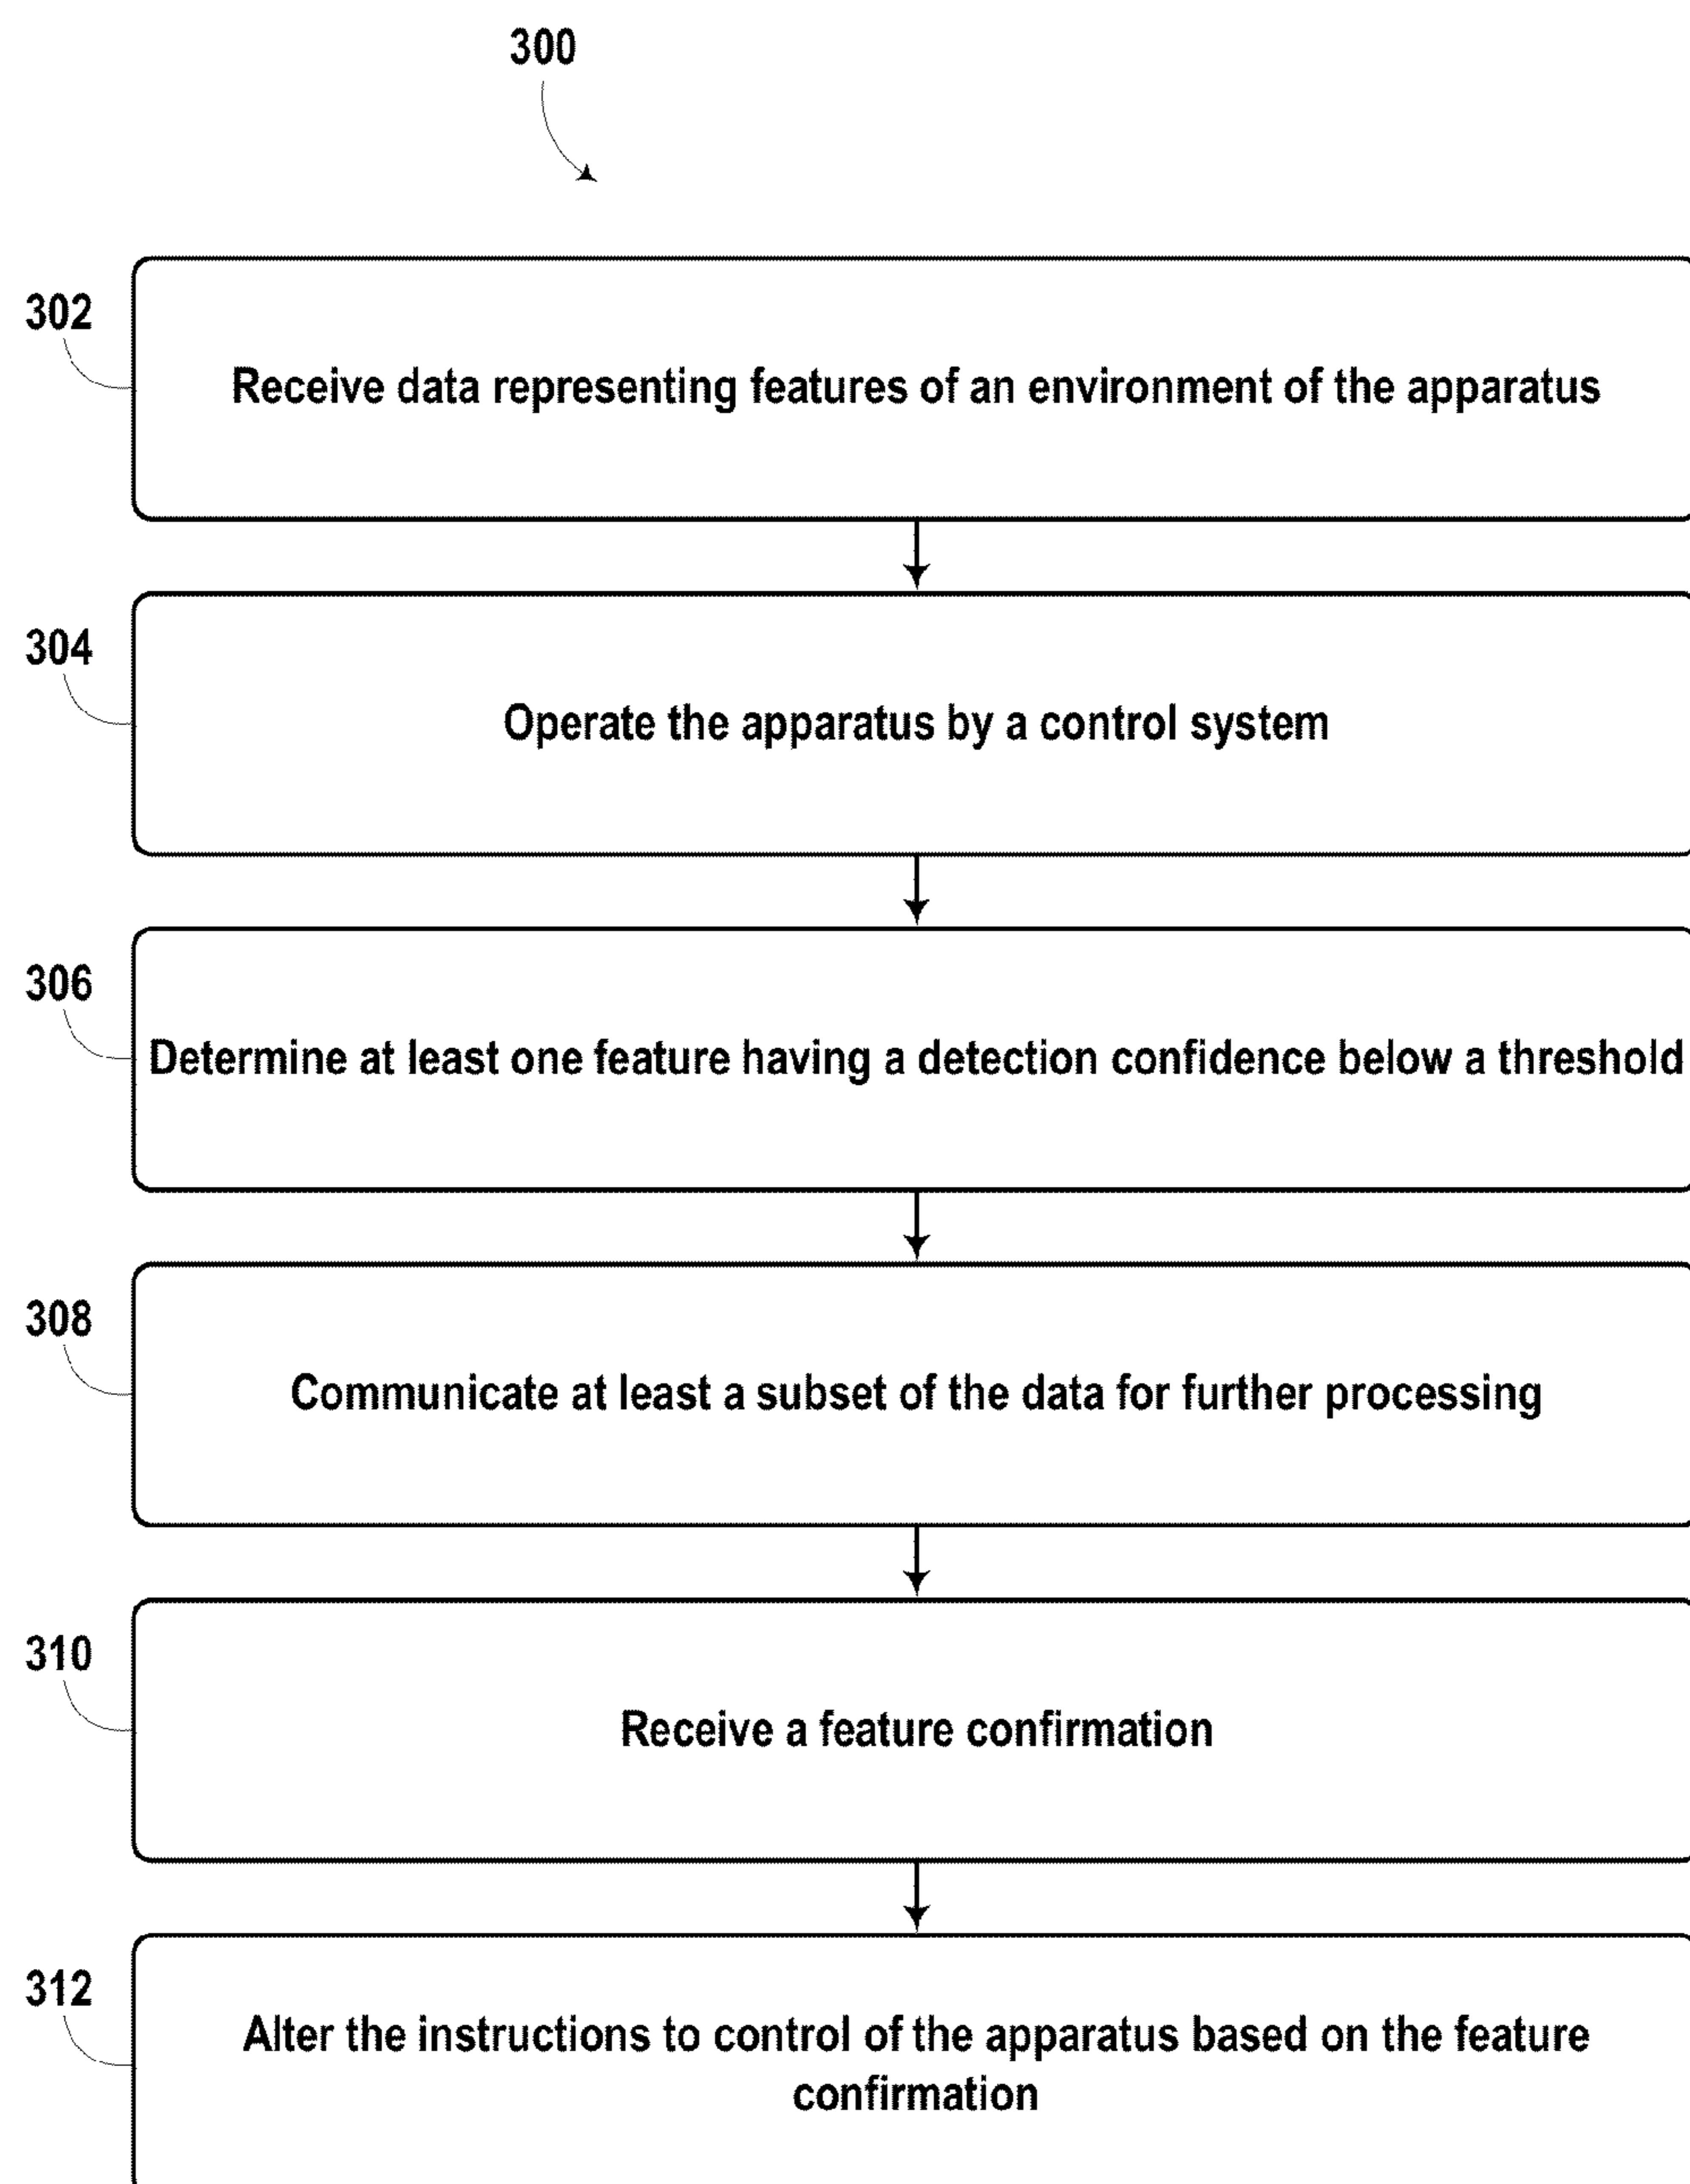 300
302
Receive data representing features of an environment of the apparatus
304
Operate the apparatus by a control system
306
Determine at least one feature having a detection confidence below a threshold
308
Communicate at least a subset of the data for further processing
310
Receive a feature confirmation
312
Alter the instructions to control of the apparatus based on the feature
confirmation